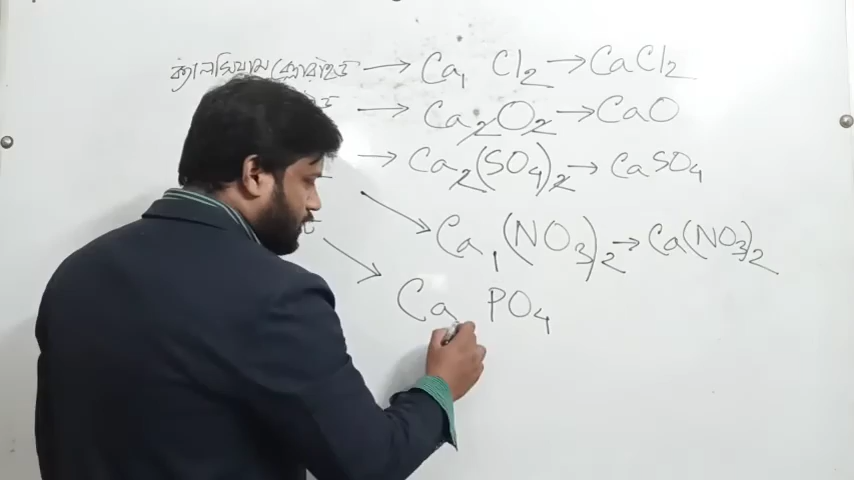 ক্যালসিয়াম ক্লোরাইড → Ca₁ Cl₂ → CaCl₂
→ Ca₂O₂ → CaO
→ Ca₂(SO₄)₂ → CaSO₄
→ Ca₁(NO₃)₂ → Ca(NO₃)₂
→ Ca PO₄